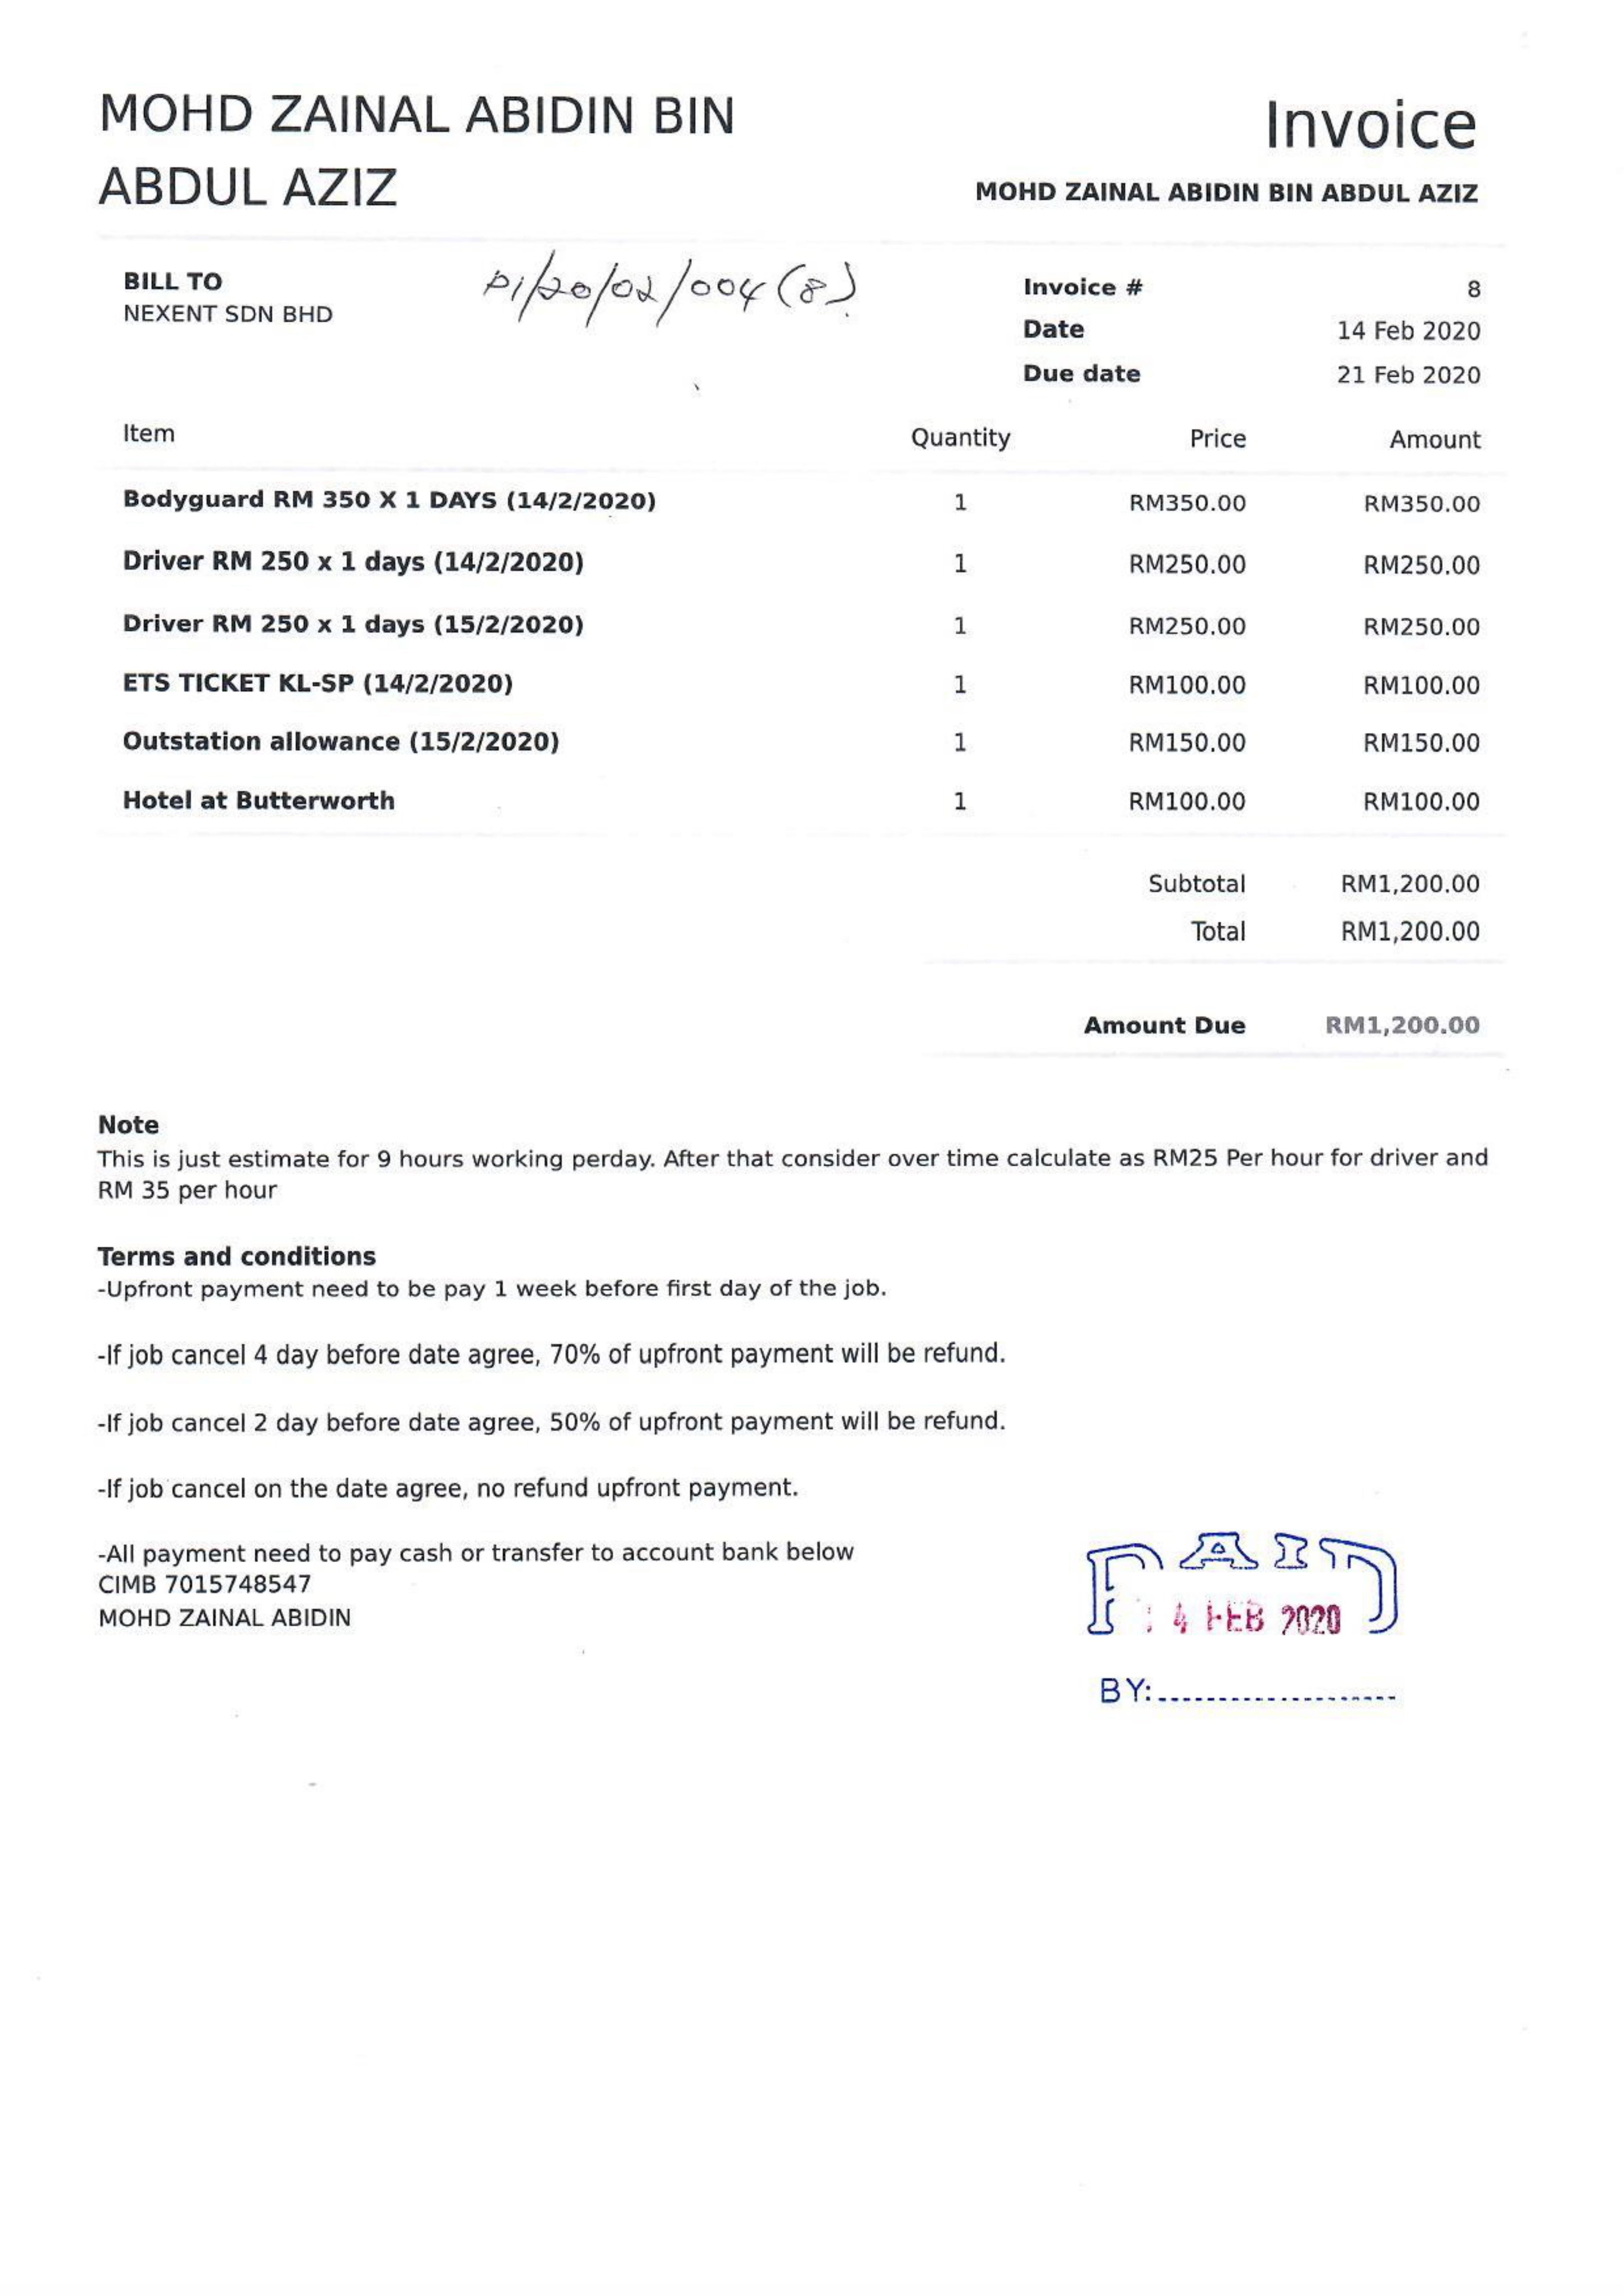 MOHD ZAINAL ABIDIN BIN
ABDUL AZIZ
Invoice
MOHD ZAINAL ABIDIN BIN ABDUL AZIZ
BILL TO
NEXENT SDN BHD
PI/20/02/004 (8)
Invoice # 8
Date 14 Feb 2020
Due date 21 Feb 2020
Item Quantity Price Amount
Bodyguard RM 350 X 1 DAYS (14/2/2020) 1 RM350.00 RM350.00
Driver RM 250 x 1 days (14/2/2020) 1 RM250.00 RM250.00
Driver RM 250 x 1 days (15/2/2020) 1 RM250.00 RM250.00
ETS TICKET KL-SP (14/2/2020) 1 RM100.00 RM100.00
Outstation allowance (15/2/2020) 1 RM150.00 RM150.00
Hotel at Butterworth 1 RM100.00 RM100.00
Subtotal RM1,200.00
Total RM1,200.00
Amount Due RM1,200.00
Note
This is just estimate for 9 hours working perday. After that consider over time calculate as RM25 Per hour for driver and
RM 35 per hour
Terms and conditions
-Upfront payment need to be pay 1 week before first day of the job.
-If job cancel 4 day before date agree, 70% of upfront payment will be refund.
-If job cancel 2 day before date agree, 50% of upfront payment will be refund.
-If job cancel on the date agree, no refund upfront payment.
-All payment need to pay cash or transfer to account bank below
CIMB 7015748547
MOHD ZAINAL ABIDIN
PAID
14 FEB 2020
BY: